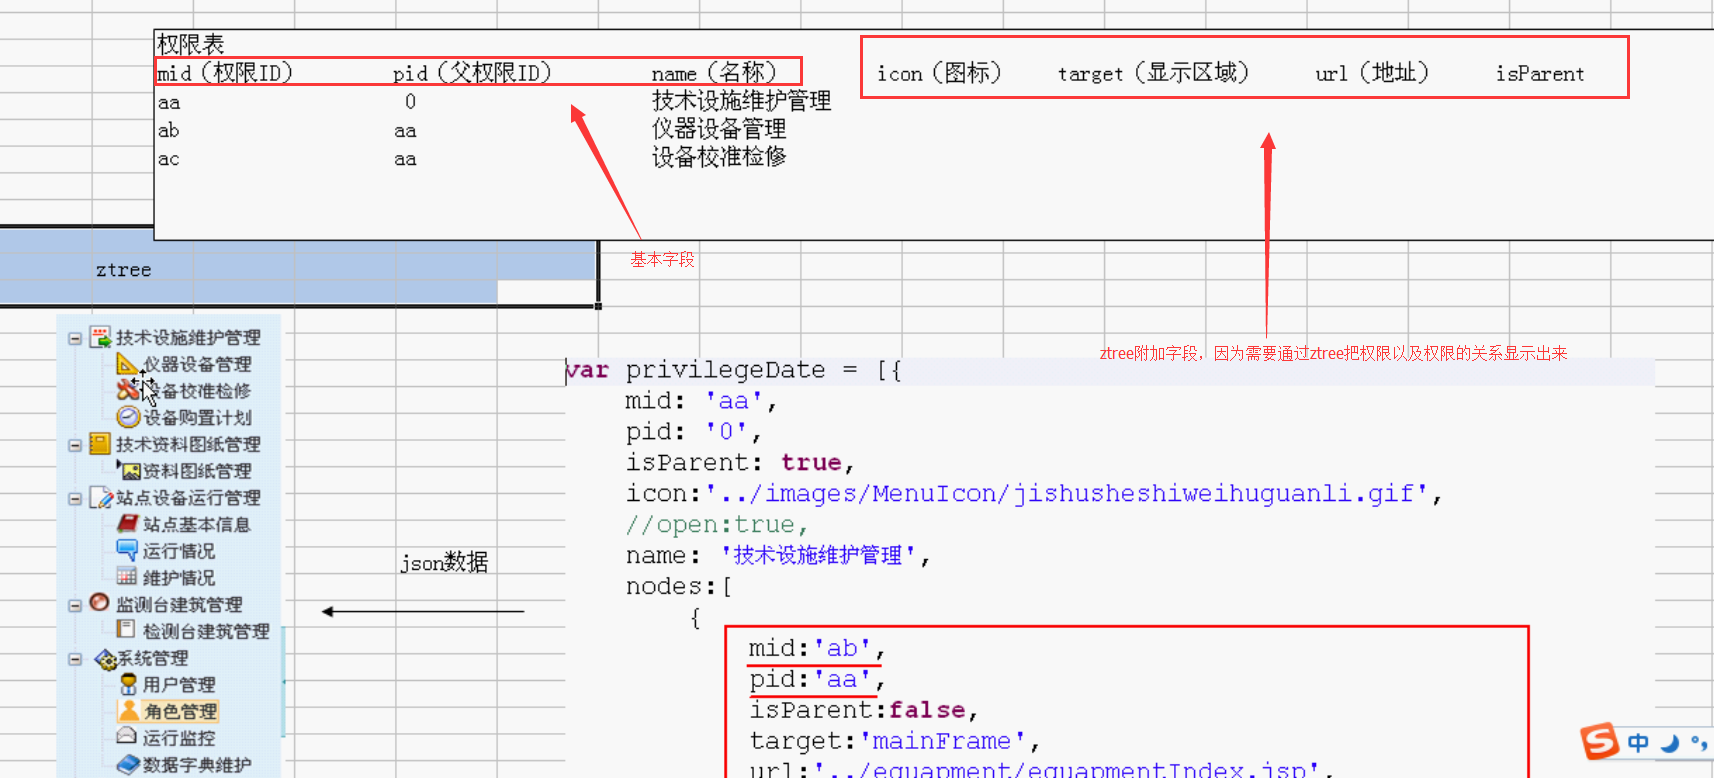 权限表
mid（权限ID） pid（父权限ID） name（名称） icon（图标） target（显示区域） url（地址） isParent
aa 0 技术设施维护管理
ab aa 仪器设备管理
ac aa 设备校准检修
基本字段
ztree
ztree附加字段，因为需要通过ztree把权限以及权限的关系显示出来
技术设施维护管理
仪器设备管理
设备校准检修
设备购置计划
技术资料图纸管理
资料图纸管理
站点设备运行管理
站点基本信息
运行情况
维护情况
监测台建筑管理
检测台建筑管理
系统管理
用户管理
角色管理
运行监控
数据字典维护
json数据
var privilegeDate = [{
mid: 'aa',
pid: '0',
isParent: true,
icon:'../images/MenuIcon/jishusheshiweihuguanli.gif',
//open:true,
name: '技术设施维护管理',
nodes:[
{
mid:'ab',
pid:'aa',
isParent:false,
target:'mainFrame',
url:'../equapment/equapmentIndex.jsp',
S 中